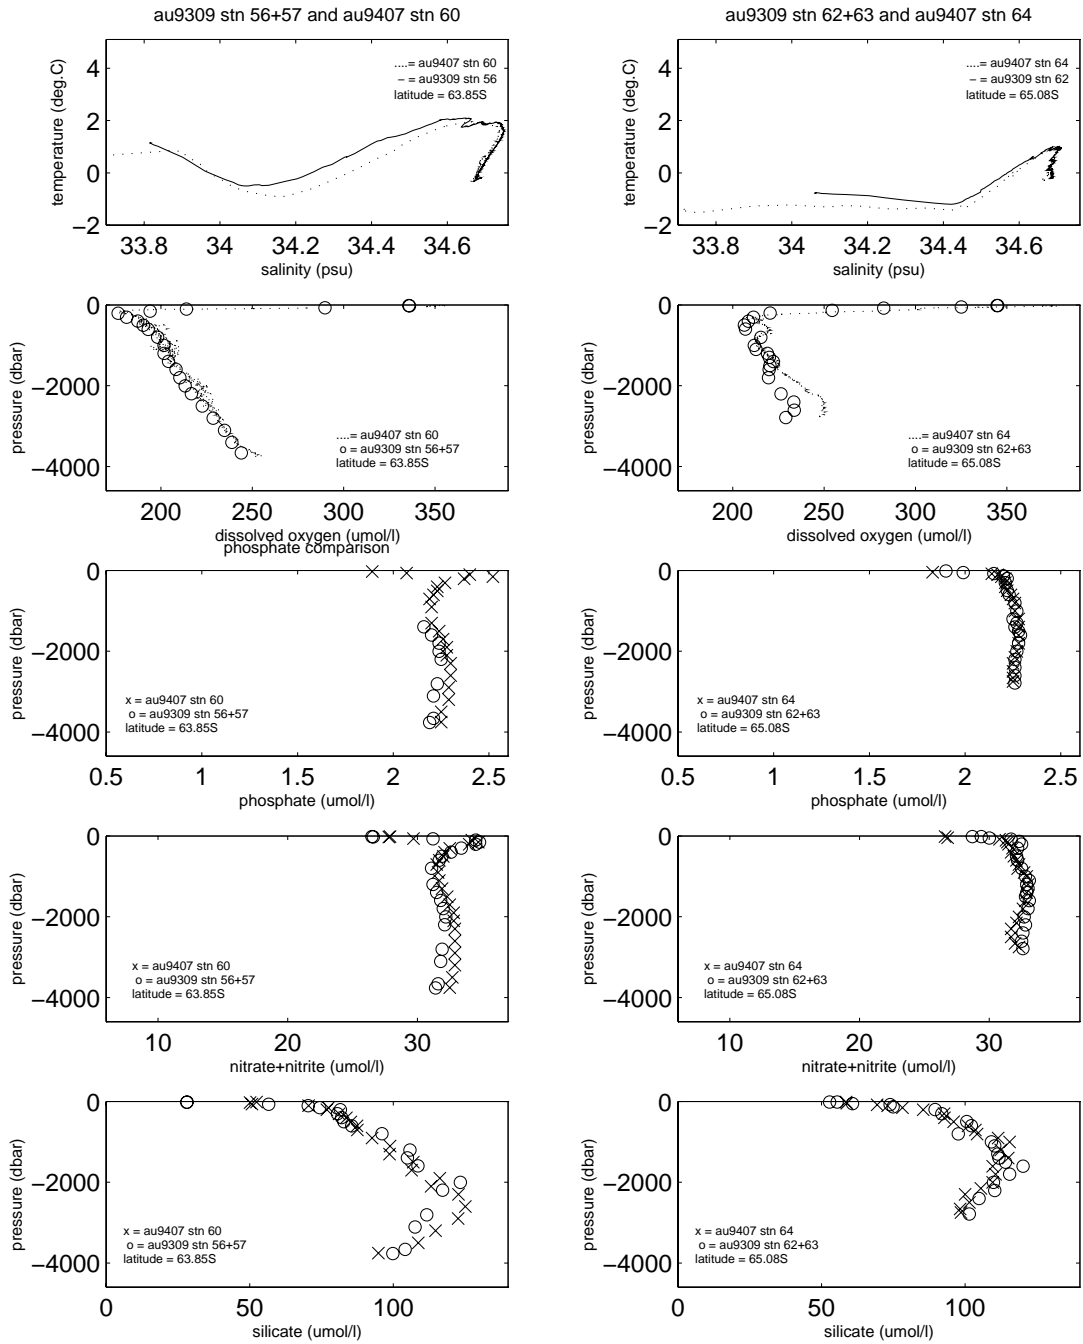 au9309 stn 56+57 and au9407 stn 60
4
2
0
−2
temperature (deg.C)
....= au9407 stn 60
– = au9309 stn 56
latitude = 63.85S
33.8 34 34.2 34.4 34.6
salinity (psu)
0
−2000
−4000
pressure (dbar)
....= au9407 stn 60
o = au9309 stn 56+57
latitude = 63.85S
200 250 300 350
dissolved oxygen (umol/l)
phosphate comparison
0
−2000
−4000
pressure (dbar)
x = au9407 stn 60
o = au9309 stn 56+57
latitude = 63.85S
0.5 1 1.5 2 2.5
phosphate (umol/l)
0
−2000
−4000
pressure (dbar)
x = au9407 stn 60
o = au9309 stn 56+57
latitude = 63.85S
10 20 30
nitrate+nitrite (umol/l)
0
−2000
−4000
pressure (dbar)
x = au9407 stn 60
o = au9309 stn 56+57
latitude = 63.85S
0 50 100
silicate (umol/l)
au9309 stn 62+63 and au9407 stn 64
4
2
0
−2
temperature (deg.C)
....= au9407 stn 64
– = au9309 stn 62
latitude = 65.08S
33.8 34 34.2 34.4 34.6
salinity (psu)
0
−2000
−4000
pressure (dbar)
....= au9407 stn 64
o = au9309 stn 62+63
latitude = 65.08S
200 250 300 350
dissolved oxygen (umol/l)
0
−2000
−4000
pressure (dbar)
x = au9407 stn 64
o = au9309 stn 62+63
latitude = 65.08S
0.5 1 1.5 2 2.5
phosphate (umol/l)
0
−2000
−4000
pressure (dbar)
x = au9407 stn 64
o = au9309 stn 62+63
latitude = 65.08S
10 20 30
nitrate+nitrite (umol/l)
0
−2000
−4000
pressure (dbar)
x = au9407 stn 64
o = au9309 stn 62+63
latitude = 65.08S
0 50 100
silicate (umol/l)